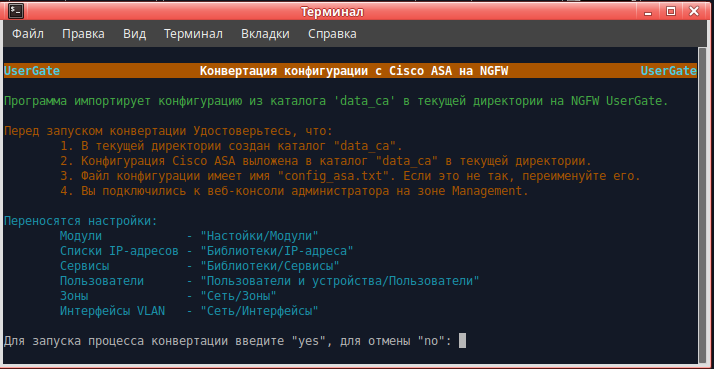 Терминал
Файл Правка Вид Терминал Вкладки Справка
UserGate Конвертация конфигурации с Cisco ASA на NGFW UserGate
Программа импортирует конфигурацию из каталога 'data_ca' в текущей директории на NGFW UserGate.
Перед запуском конвертации Удостоверьтесь, что:
1. В текущей директории создан каталог "data_ca".
2. Конфигурация Cisco ASA выложена в каталог "data_ca" в текущей директории.
3. Файл конфигурации имеет имя "config_asa.txt". Если это не так, переименуйте его.
4. Вы подключились к веб-консоли администратора на зоне Management.
Переносятся настройки:
Модули - "Настойки/Модули"
Списки IP-адресов - "Библиотеки/IP-адреса"
Сервисы - "Библиотеки/Сервисы"
Пользователи - "Пользователи и устройства/Пользователи"
Зоны - "Сеть/Зоны"
Интерфейсы VLAN - "Сеть/Интерфейсы"
Для запуска процесса конвертации введите "yes", для отмены "no":